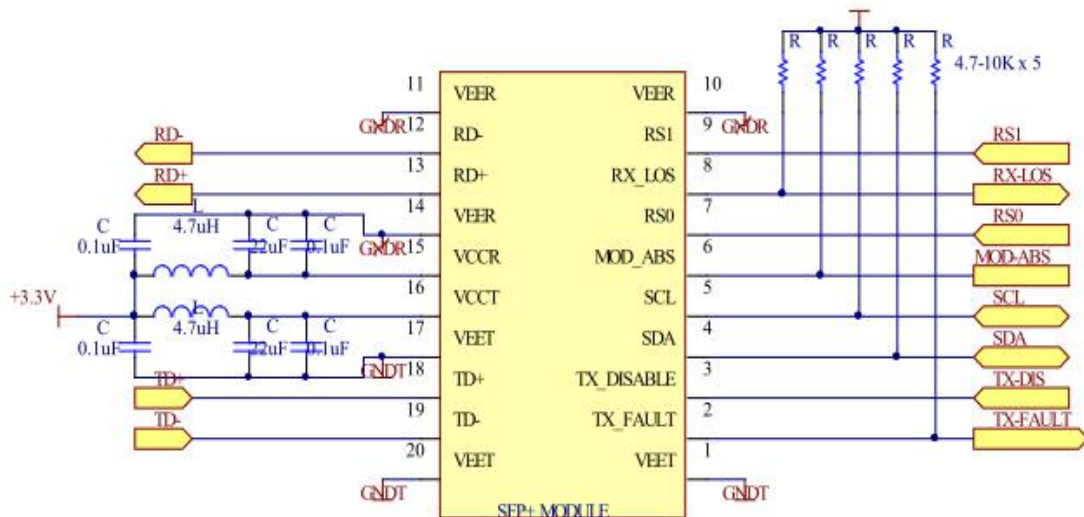 R R R R R
4.7-10K x 5
11 VEER VEER 10
GNDR GNDR
12 RD- RS1 9
RD- RS1
13 RD+ RX_LOS 8
RD+ RX-LOS
14 VEER RS0 7
L
4.7uH
C 0.1uF C 22uF C 0.1uF
GNDR RS0
15 VCCR MOD_ABS 6
MOD-ABS
16 VCCT SCL 5
+3.3V
L
4.7uH
SCL
17 VEET SDA 4
C 0.1uF C 22uF C 0.1uF
GNDT SDA
18 TD+ TX_DISABLE 3
TD+ TX-DIS
19 TD- TX_FAULT 2
TD- TX-FAULT
20 VEET VEET 1
GNDT GNDT
SFP+ MODULE